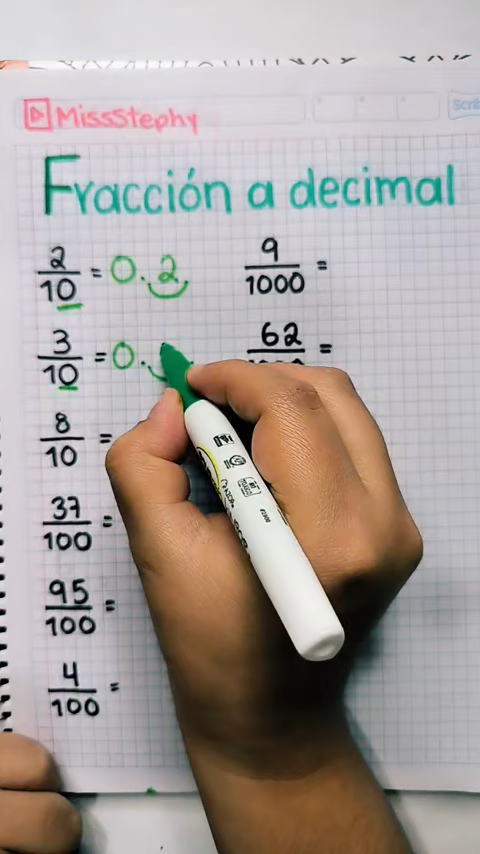 MissStephy
Scri
Fracción a decimal
2/10 = 0.2
3/10 = 0.
8/10 =
37/100 =
95/100 =
4/100 =
9/1000 =
62/ =